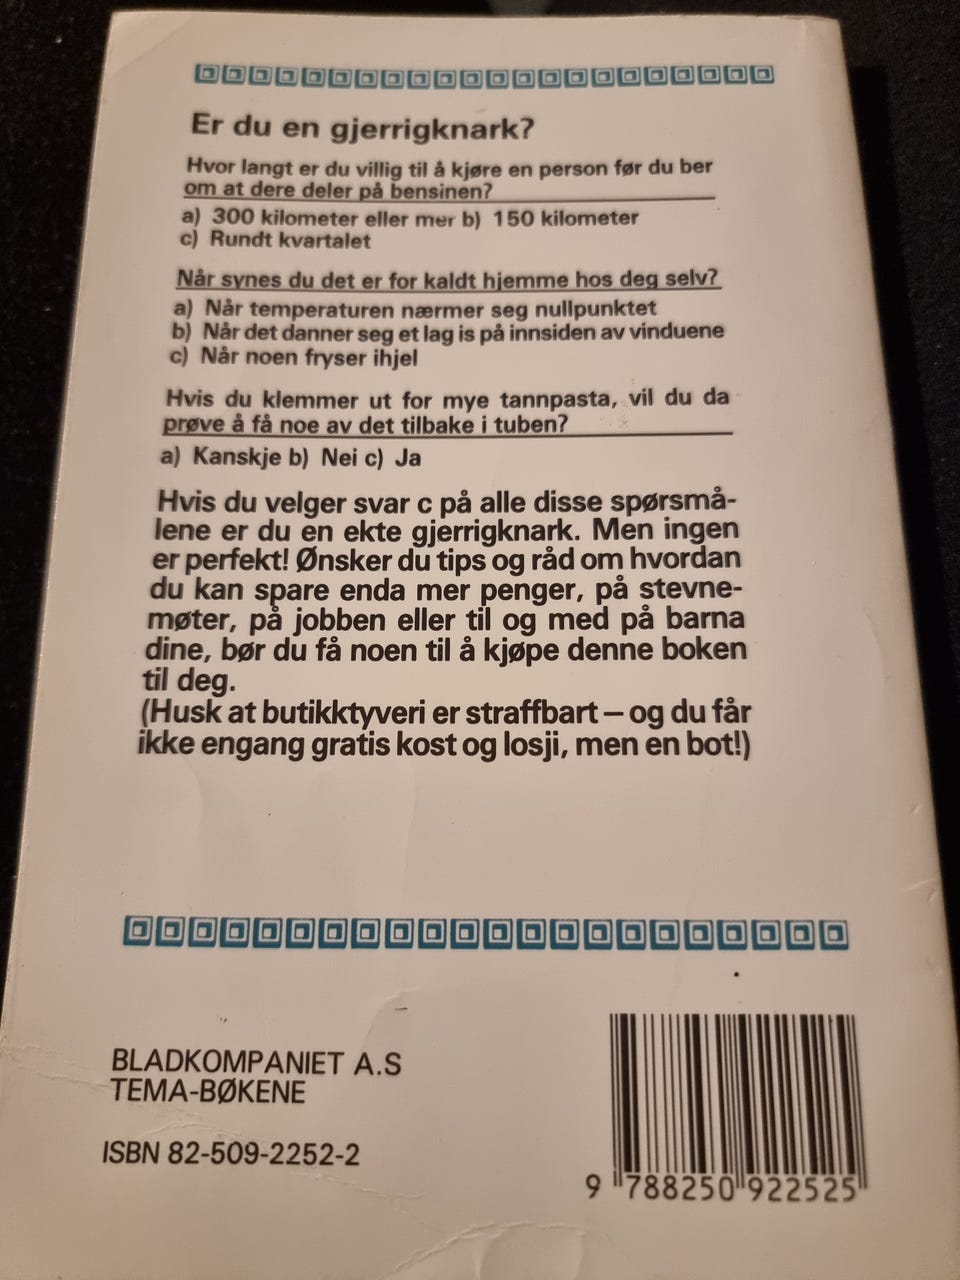 Er du en gjerrigknark?
Hvor langt er du villig til å kjøre en person før du ber
om at dere deler på bensinen?
a) 300 kilometer eller mer b) 150 kilometer
c) Rundt kvartalet
Når synes du det er for kaldt hjemme hos deg selv?
a) Når temperaturen nærmer seg nullpunktet
b) Når det danner seg et lag is på innsiden av vinduene
c) Når noen fryser ihjel
Hvis du klemmer ut for mye tannpasta, vil du da
prøve å få noe av det tilbake i tuben?
a) Kanskje b) Nei c) Ja
Hvis du velger svar c på alle disse spørsmå-
lene er du en ekte gjerrigknark. Men ingen
er perfekt! Ønsker du tips og råd om hvordan
du kan spare enda mer penger, på stevne-
møter, på jobben eller til og med på barna
dine, bør du få noen til å kjøpe denne boken
til deg.
(Husk at butikktyveri er straffbart – og du får
ikke engang gratis kost og losji, men en bot!)
BLADKOMPANIET A.S
TEMA-BØKENE
ISBN 82-509-2252-2
9 788250 922525